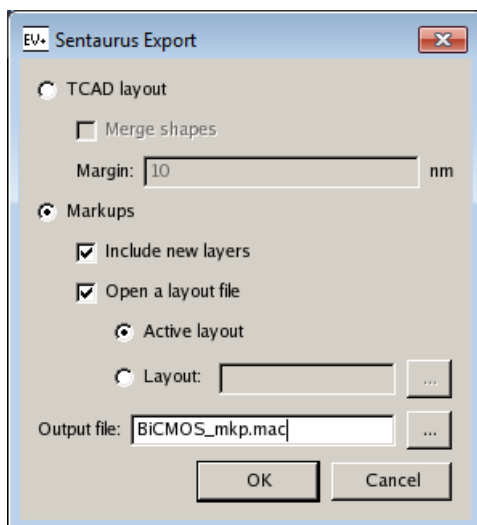 EV+ Sentaurus Export
TCAD layout
Merge shapes
Margin: 10 nm
Markups
Include new layers
Open a layout file
Active layout
Layout: ...
Output file: BiCMOS_mkp.mac ...
OK Cancel